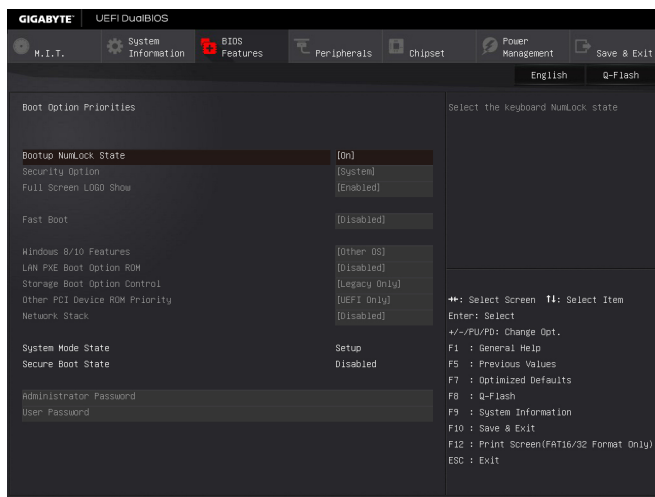 GIGABYTE™ UEFI DualBIOS
M.I.T. System Information BIOS Features Peripherals Chipset Power Management Save & Exit
English Q-Flash
Boot Option Priorities
Select the keyboard NumLock state
Bootup NumLock State [On]
Security Option [System]
Full Screen LOGO Show [Enabled]
Fast Boot [Disabled]
Windows 8/10 Features [Other OS]
LAN PXE Boot Option ROM [Disabled]
Storage Boot Option Control [Legacy Only]
Other PCI Device ROM Priority [UEFI Only]
Network Stack [Disabled]
System Mode State Setup
Secure Boot State Disabled
Administrator Password
User Password
→←: Select Screen ↑↓: Select Item
Enter: Select
+/-/PU/PD: Change Opt.
F1 : General Help
F5 : Previous Values
F7 : Optimized Defaults
F8 : Q-Flash
F9 : System Information
F10 : Save & Exit
F12 : Print Screen(FAT16/32 Format Only)
ESC : Exit